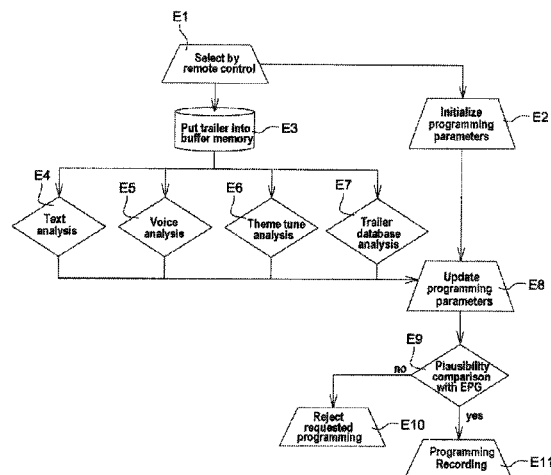 E1
Select by
remote control
Put trailer into
buffer memory
E3
Initialize
programming
parameters
E2
E4
Text
analysis
E5
Voice
analysis
E6
Theme tune
analysis
E7
Trailer
database
analysis
Update
programming
parameters
E8
E9
Plausibility
comparison
with EPG
no
yes
Reject
requested
programming
E10
Programming
Recording
E11